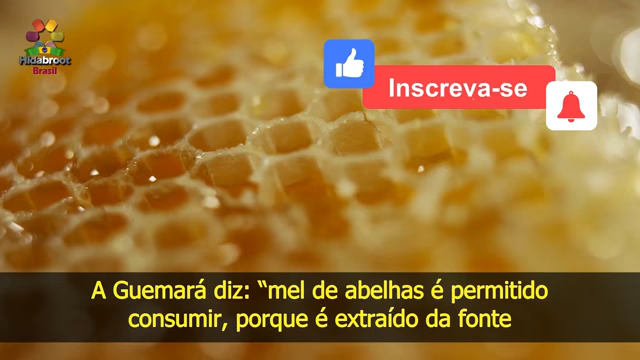 Hidabroot
Brasil
Inscreva-se
A Guemará diz: “mel de abelhas é permitido
consumir, porque é extraído da fonte